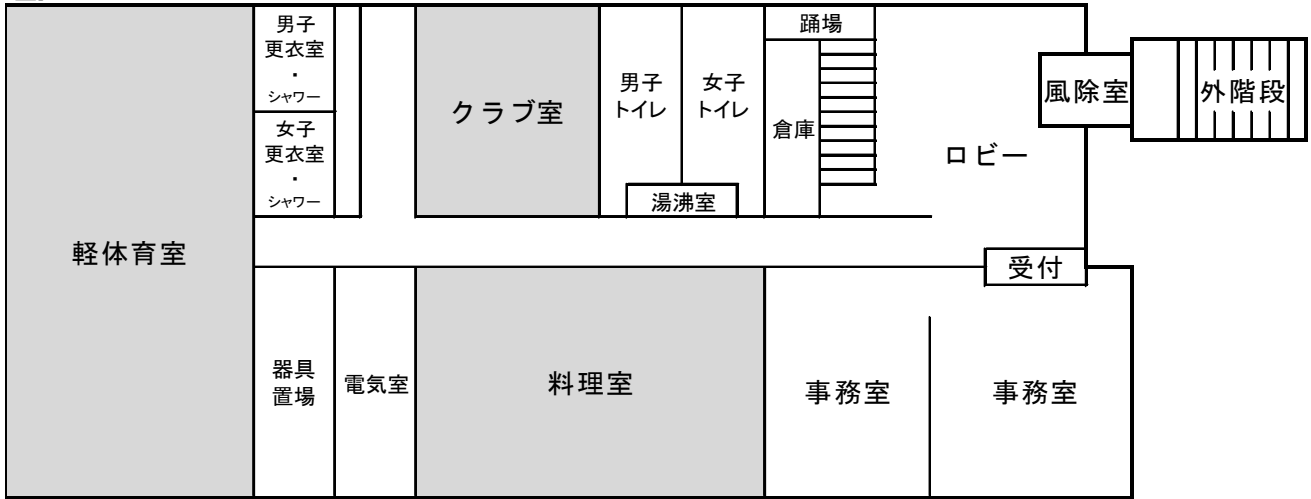 男子
更衣室
・
シャワー
女子
更衣室
・
シャワー
クラブ室
男子
トイレ
女子
トイレ
湯沸室
踊場
倉庫
ロビー
風除室
外階段
軽体育室
受付
器具
置場
電気室
料理室
事務室
事務室